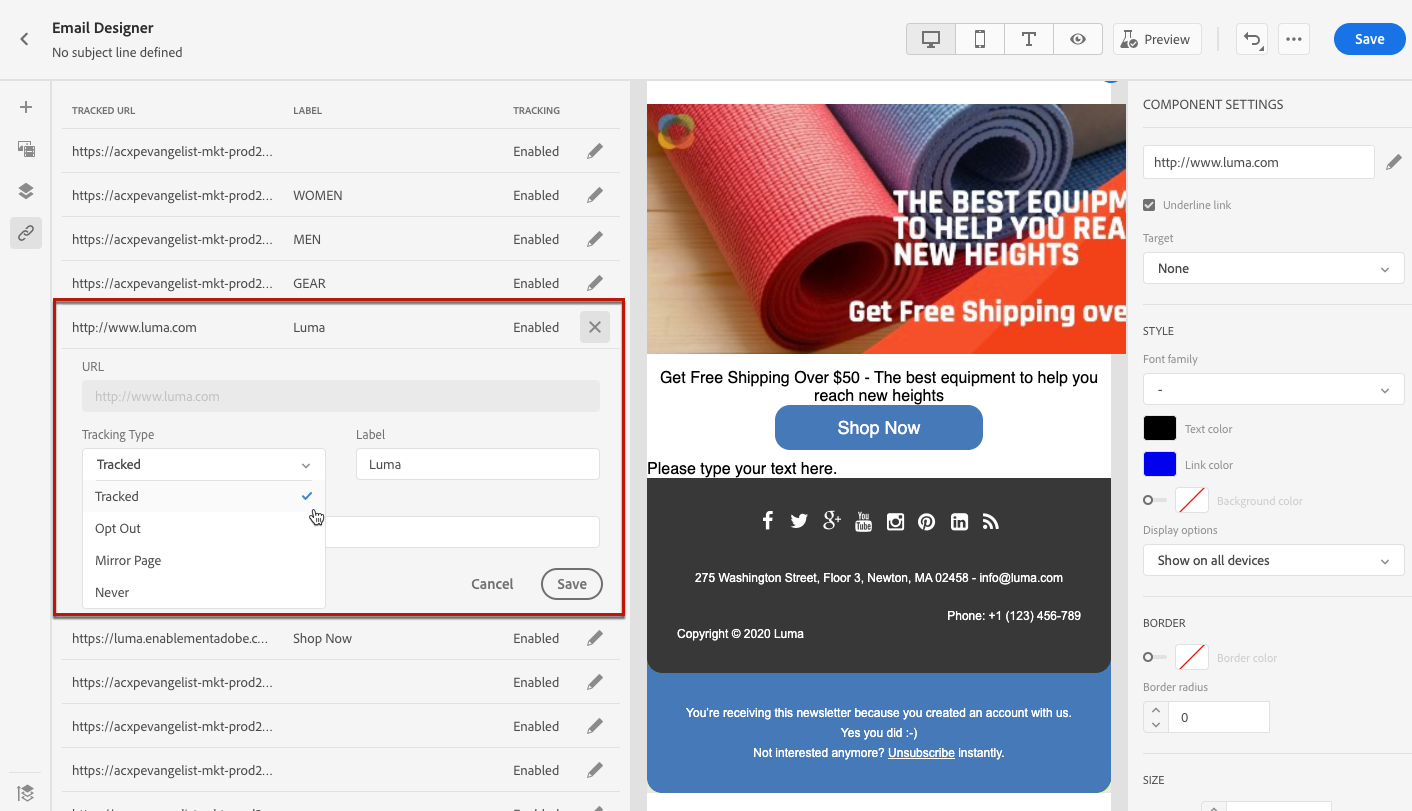 Email Designer
No subject line defined
Preview
Save
TRACKED URL LABEL TRACKING
https://acxpevangelist-mkt-prod2... Enabled
https://acxpevangelist-mkt-prod2... WOMEN Enabled
https://acxpevangelist-mkt-prod2... MEN Enabled
https://acxpevangelist-mkt-prod2... GEAR Enabled
http://www.luma.com Luma Enabled
URL
http://www.luma.com
Tracking Type Label
Tracked Luma
Tracked
Opt Out
Mirror Page
Never
Cancel Save
https://luma.enablementadobe.c... Shop Now Enabled
https://acxpevangelist-mkt-prod2... Enabled
https://acxpevangelist-mkt-prod2... Enabled
https://acxpevangelist-mkt-prod2... Enabled
THE BEST EQUIPM
TO HELP YOU REA
NEW HEIGHTS
Get Free Shipping ove
Get Free Shipping Over $50 - The best equipment to help you
reach new heights
Shop Now
Please type your text here.
You
Tube
275 Washington Street, Floor 3, Newton, MA 02458 - info@luma.com
Phone: +1 (123) 456-789
Copyright © 2020 Luma
You're receiving this newsletter because you created an account with us.
Yes you did :-)
Not interested anymore? Unsubscribe instantly.
COMPONENT SETTINGS
http://www.luma.com
Underline link
Target
None
STYLE
Font family
-
Text color
Link color
Background color
Display options
Show on all devices
BORDER
Border color
Border radius
0
SIZE